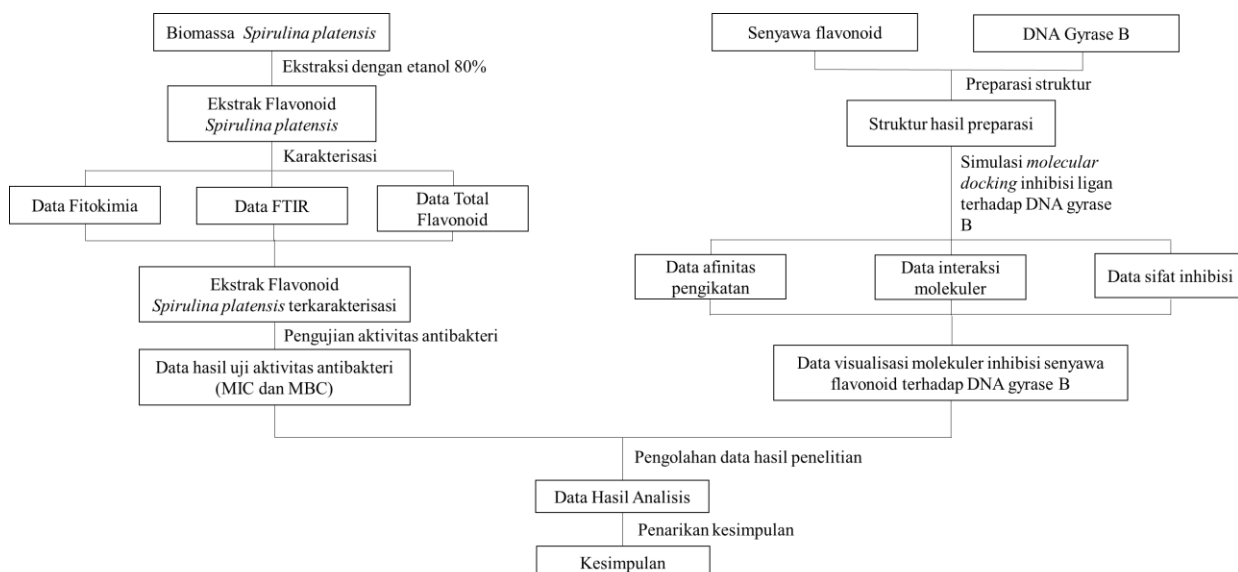 Biomassa Spirulina platensis
Ekstraksi dengan etanol 80%
Ekstrak Flavonoid
Spirulina platensis
Karakterisasi
Data Fitokimia
Data FTIR
Data Total
Flavonoid
Ekstrak Flavonoid
Spirulina platensis terkarakterisasi
Pengujian aktivitas antibakteri
Data hasil uji aktivitas antibakteri
(MIC dan MBC)
Senyawa flavonoid
DNA Gyrase B
Preparasi struktur
Struktur hasil preparasi
Simulasi molecular
docking inhibisi ligan
terhadap DNA gyrase
B
Data afinitas
pengikatan
Data interaksi
molekuler
Data sifat inhibisi
Data visualisasi molekuler inhibisi senyawa
flavonoid terhadap DNA gyrase B
Pengolahan data hasil penelitian
Data Hasil Analisis
Penarikan kesimpulan
Kesimpulan